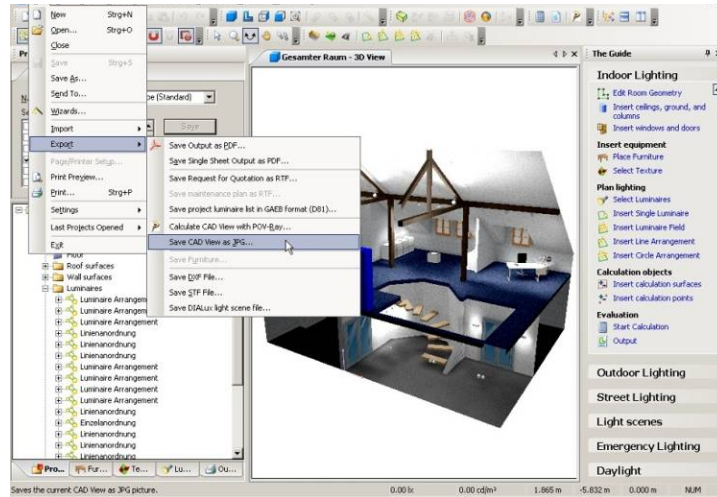 New Strg+N
Open... Strg+O
Close
Save Strg+S
Save As...
Send To...
Wizards...
Import
Export
Page/Printer Setup...
Print Preview...
Print... Strg+P
Settings
Last Projects Opened
Exit
Save Output as PDF...
Save Single Sheet Output as PDF...
Save Request for Quotation as RTF...
Save maintenance plan as RTF...
Save project luminaire list in GAEB format (D81)...
Calculate CAD View with POV-Ray...
Save CAD View as JPG...
Save Furniture...
Save DXF File...
Save STF File...
Save DIALux light scene file...
(Standard)
Save
Floor
Roof surfaces
Wall surfaces
Luminaires
Luminaire Arrangem
Luminaire Arrangem
Luminaire Arrangement
Linienanordnung
Linienanordnung
Linienanordnung
Luminaire Arrangement
Luminaire Arrangement
Linienanordnung
Einzelanordnung
Linienanordnung
Linienanordnung
Linienanordnung
Pro... Fur... Te... Lu... Ou...
Gesamter Raum - 3D View
The Guide
Indoor Lighting
Edit Room Geometry
Insert ceilings, ground, and
columns
Insert windows and doors
Insert equipment
Place Furniture
Select Texture
Plan lighting
Select Luminaires
Insert Single Luminaire
Insert Luminaire Field
Insert Line Arrangement
Insert Circle Arrangement
Calculation objects
Insert calculation surfaces
Insert calculation points
Evaluation
Start Calculation
Output
Outdoor Lighting
Street Lighting
Light scenes
Emergency Lighting
Daylight
Saves the current CAD View as JPG picture. 0.00 lx 0.00 cd/m² 1.865 m -5.832 m 0.000 m NUM